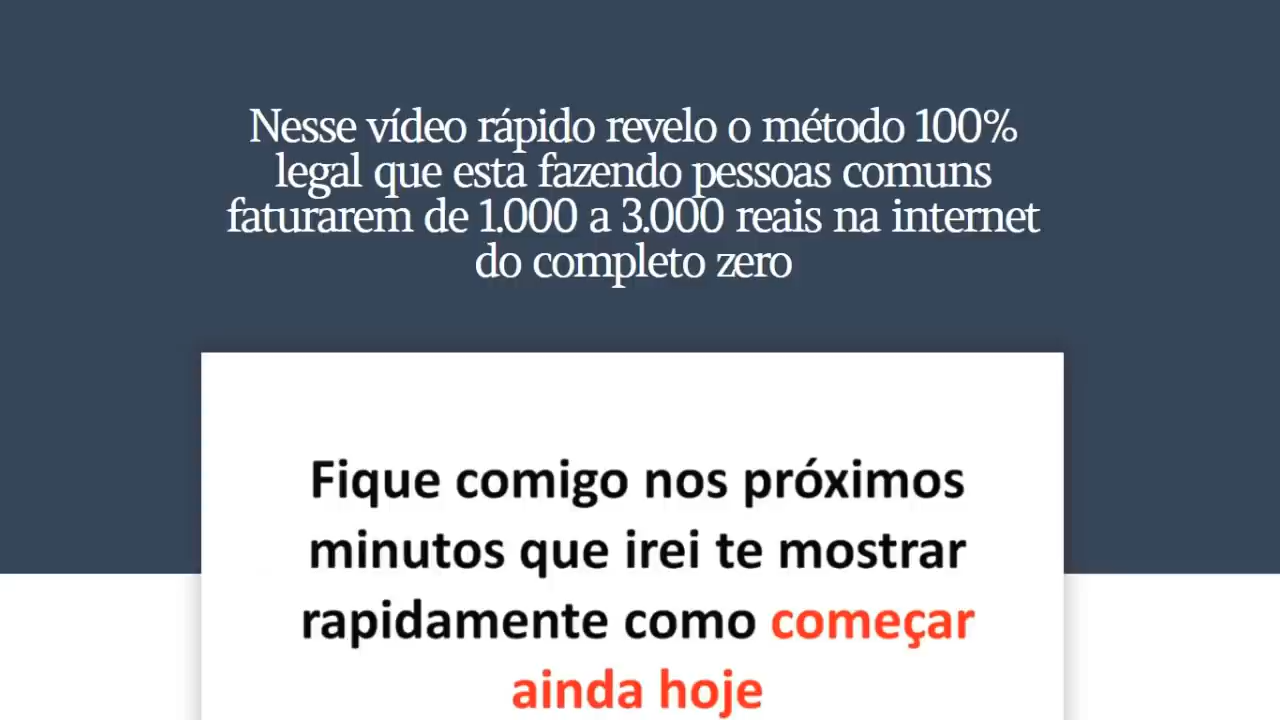 Nesse vídeo rápido revelo o método 100%
legal que esta fazendo pessoas comuns
faturarem de 1.000 a 3.000 reais na internet
do completo zero
Fique comigo nos próximos
minutos que irei te mostrar
rapidamente como começar
ainda hoje